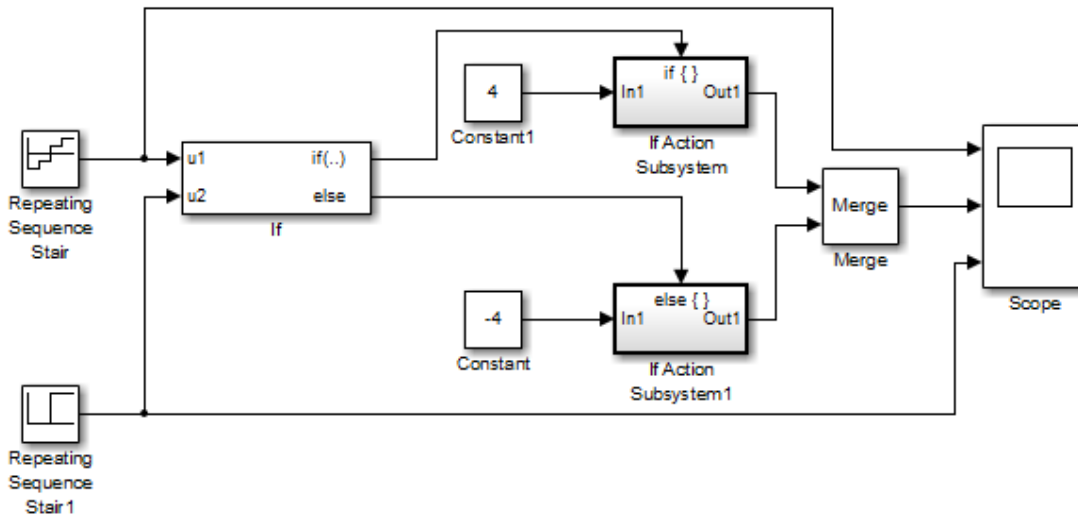 if { }
In1
Out1
4
Constant1
If Action
Subsystem
u1
if(..)
u2
else
If
Repeating
Sequence
Stair
Merge
Merge
Scope
else { }
In1
Out1
-4
Constant
If Action
Subsystem1
Repeating
Sequence
Stair1